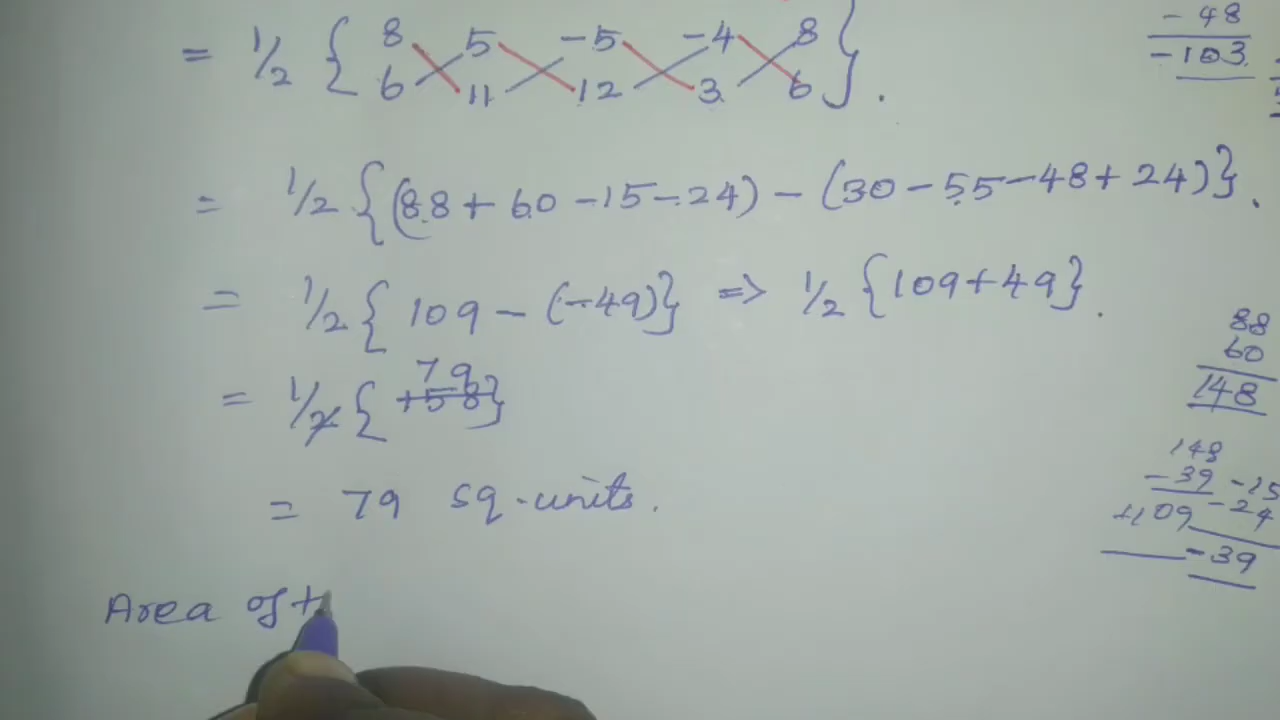 = 1/2 { 8 5 -5 -4 8
6 11 12 3 6 } .
= 1/2 { (88 + 60 - 15 - 24) - (30 - 55 - 48 + 24) } .
= 1/2 { 109 - (-49) } => 1/2 { 109 + 49 } .
79
= 1/2 { +58 }
= 79 sq.units.
Area of t
-48
-103
88
60
148
148
-39 -15
+109 -24
-39